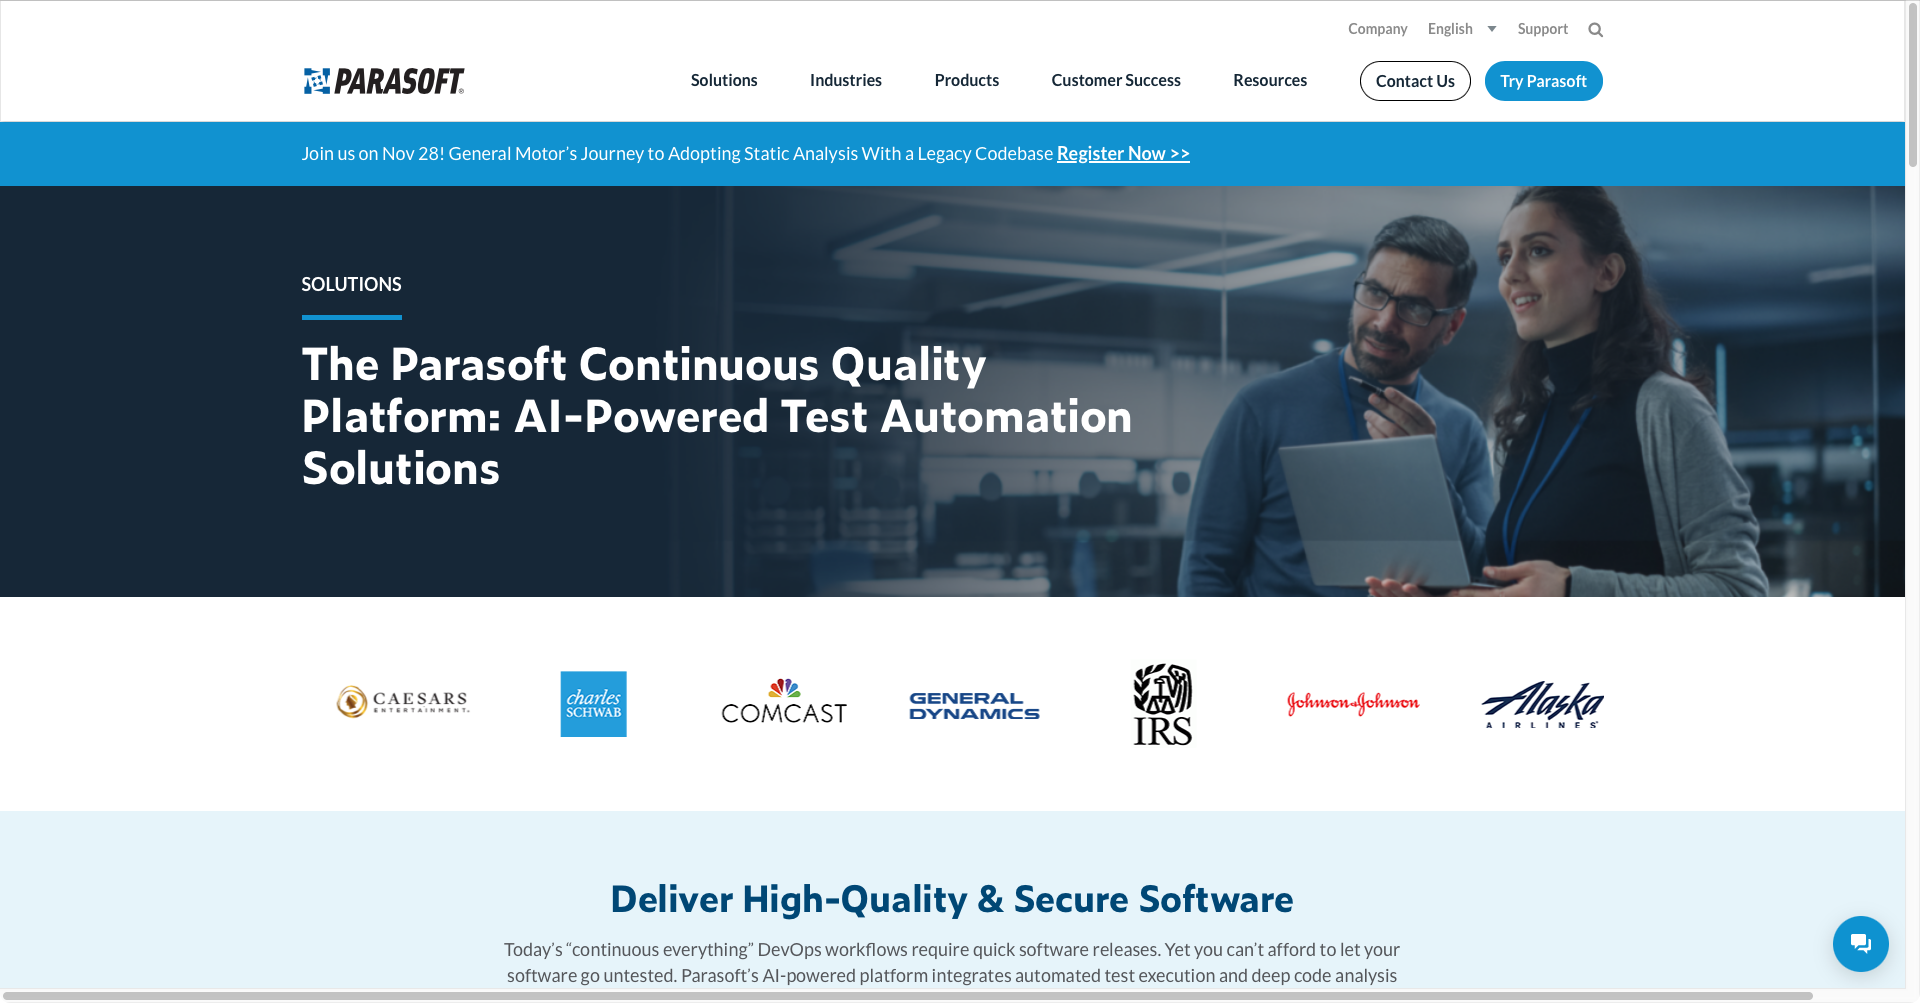 Company English Support
PARASOFT®
Solutions Industries Products Customer Success Resources Contact Us Try Parasoft
Join us on Nov 28! General Motor’s Journey to Adopting Static Analysis With a Legacy Codebase Register Now >>
SOLUTIONS
The Parasoft Continuous Quality
Platform: AI-Powered Test Automation
Solutions
CAESARS
ENTERTAINMENT.
charles
SCHWAB
COMCAST
GENERAL
DYNAMICS
IRS
Johnson & Johnson
Alaska
AIRLINES
Deliver High-Quality & Secure Software
Today’s “continuous everything” DevOps workflows require quick software releases. Yet you can’t afford to let your
software go untested. Parasoft’s AI-powered platform integrates automated test execution and deep code analysis